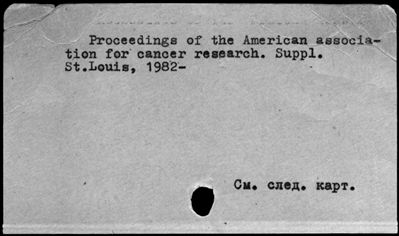 Proceedings of the American associa-
tion for cancer research. Suppl.
St.Louis, 1982-
См. след. карт.